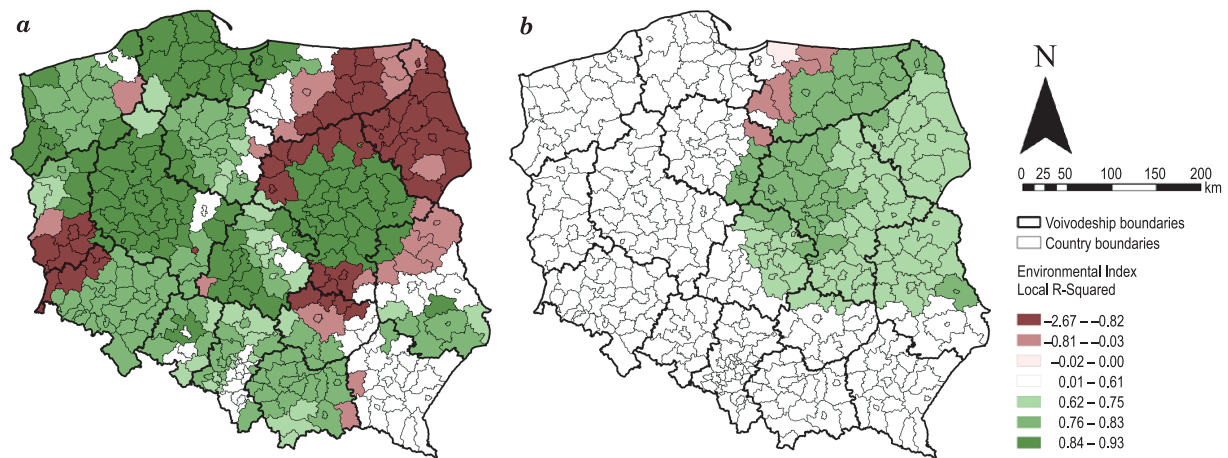 a
b
N
0 25 50 100 150 200
km
Voivodeship boundaries
Country boundaries
Environmental Index
Local R-Squared
–2.67 – –0.82
–0.81 – –0.03
–0.02 – 0.00
0.01 – 0.61
0.62 – 0.75
0.76 – 0.83
0.84 – 0.93